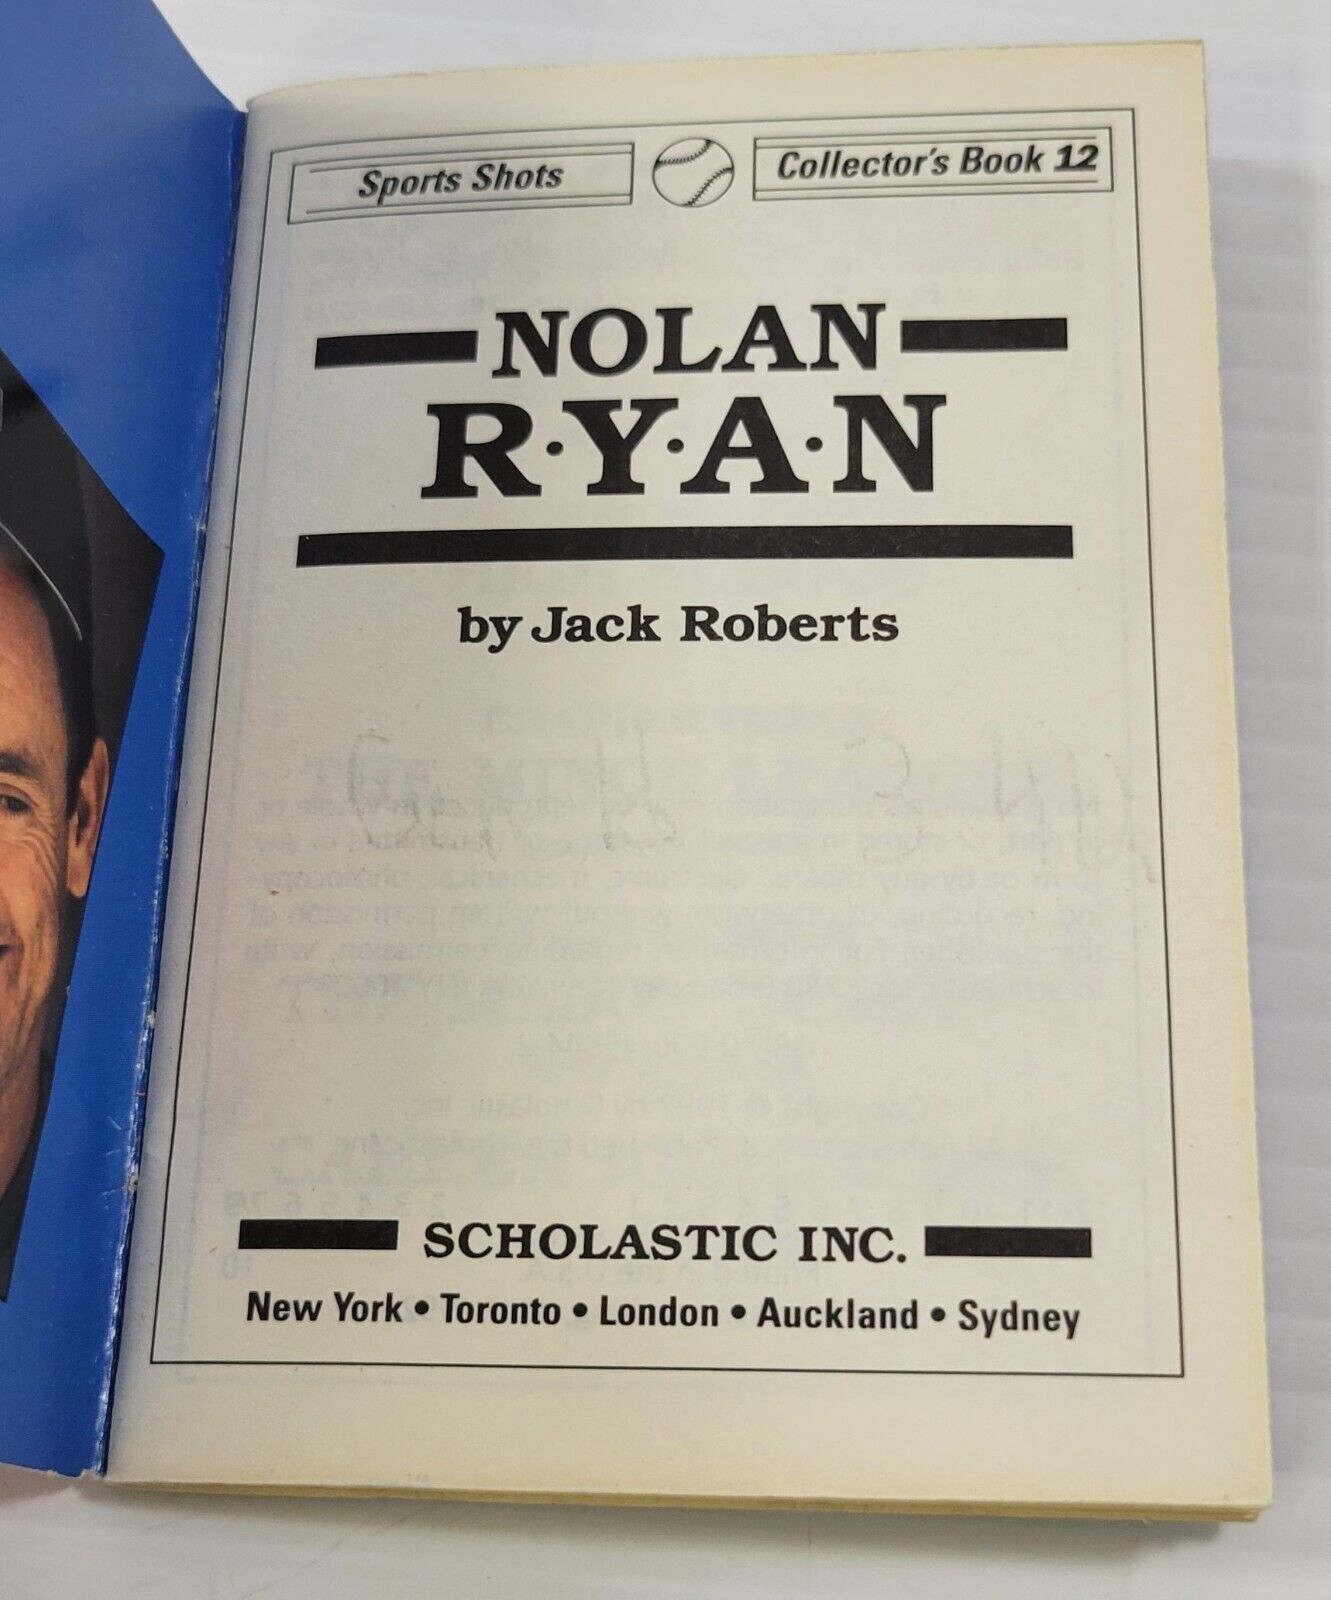 Sports Shots
Collector's Book 12
NOLAN
R·Y·A·N
by Jack Roberts
SCHOLASTIC INC.
New York • Toronto • London • Auckland • Sydney